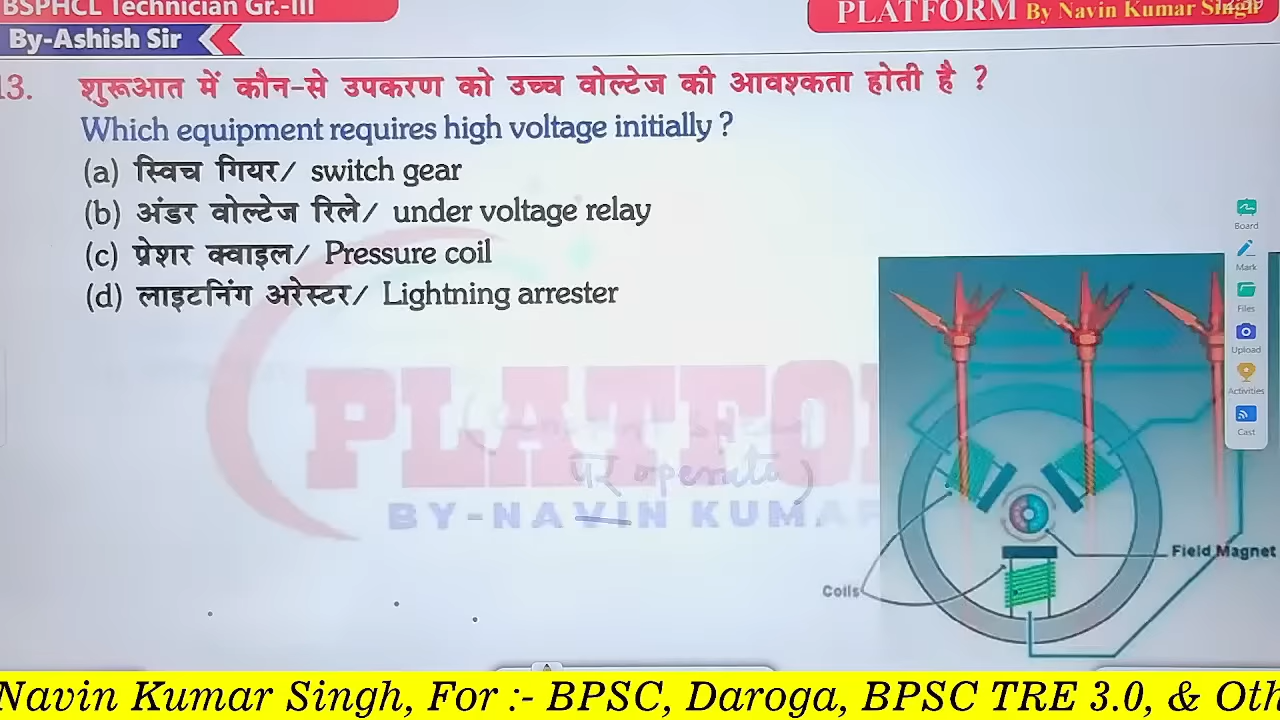 BSPHCL Technician Gr.-III
By-Ashish Sir
PLATFORM By Navin Kumar Singh
13. शुरूआत में कौन-से उपकरण को उच्च वोल्टेज की आवश्कता होती है ?
Which equipment requires high voltage initially ?
(a) स्विच गियर/ switch gear
(b) अंडर वोल्टेज रिले/ under voltage relay
(c) प्रेशर क्वाइल/ Pressure coil
(d) लाइटनिंग अरेस्टर/ Lightning arrester
Board
Mark
Files
Upload
Activities
Cast
PLATFO
पर operate)
BY-NAVIN KUMA
Field Magnet
Coils
Navin Kumar Singh, For :- BPSC, Daroga, BPSC TRE 3.0, & Oth